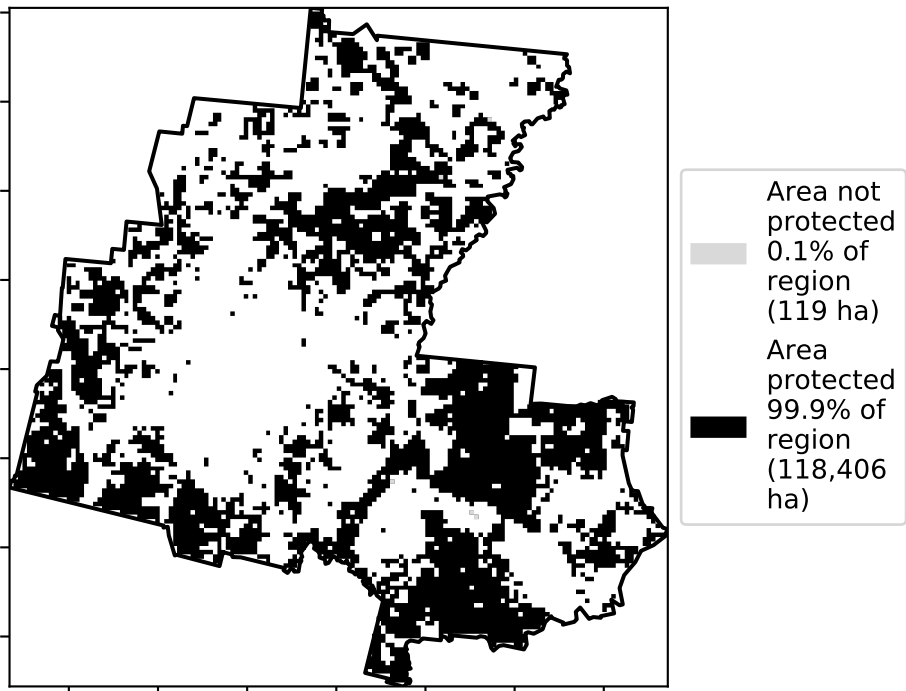 Area not
protected
0.1% of
region
(119 ha)
Area
protected
99.9% of
region
(118,406
ha)